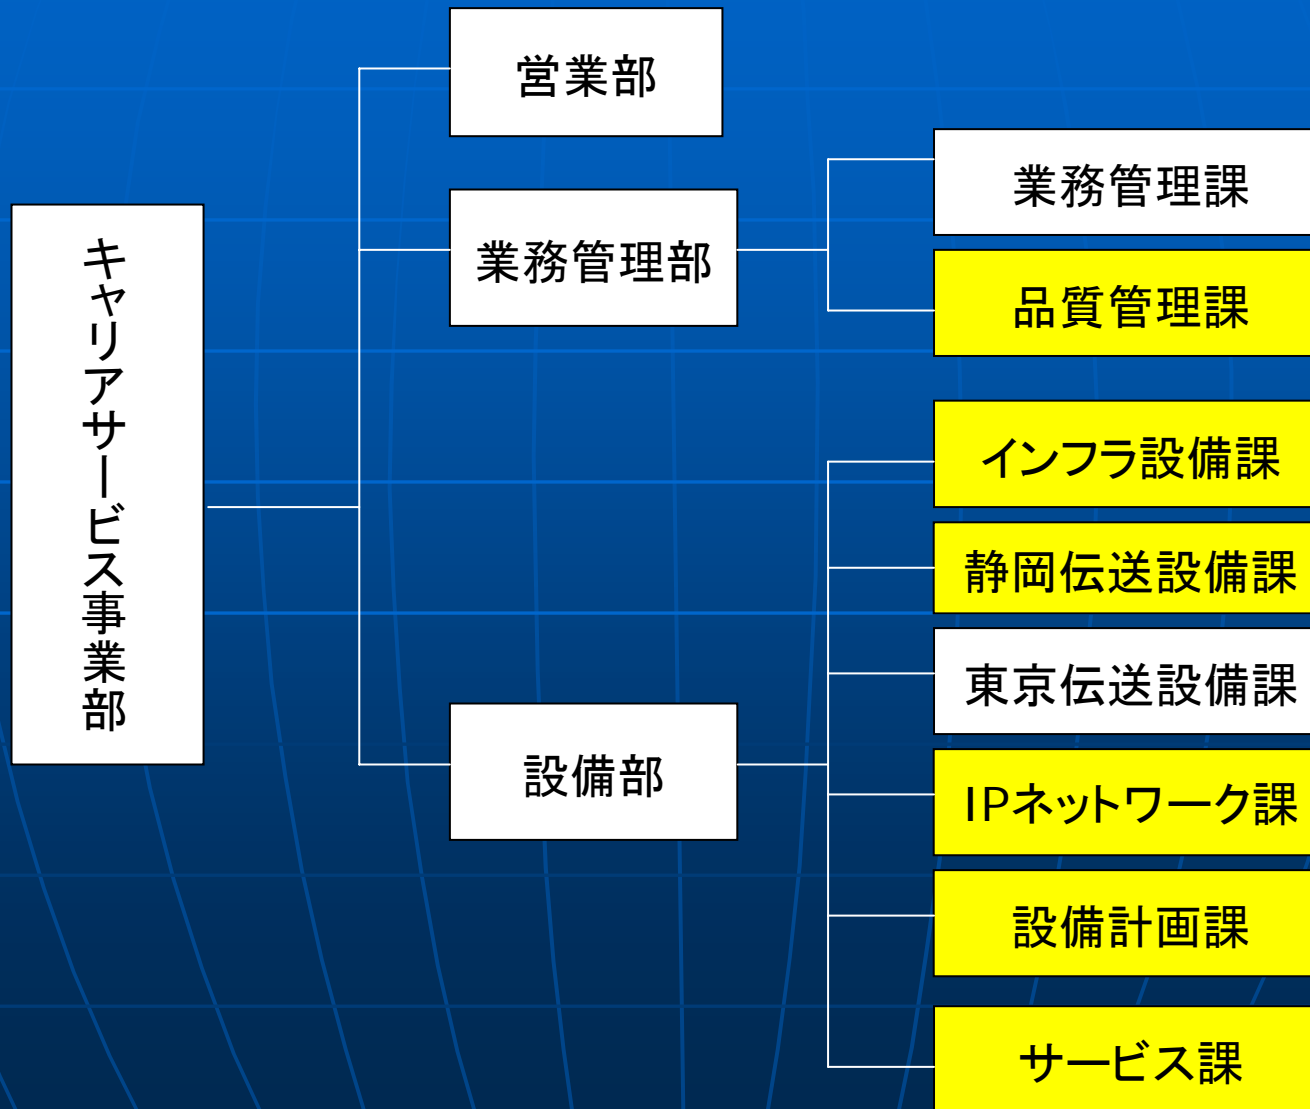 キャリアサービス事業部
営業部
業務管理部
業務管理課
品質管理課
設備部
インフラ設備課
静岡伝送設備課
東京伝送設備課
IPネットワーク課
設備計画課
サービス課